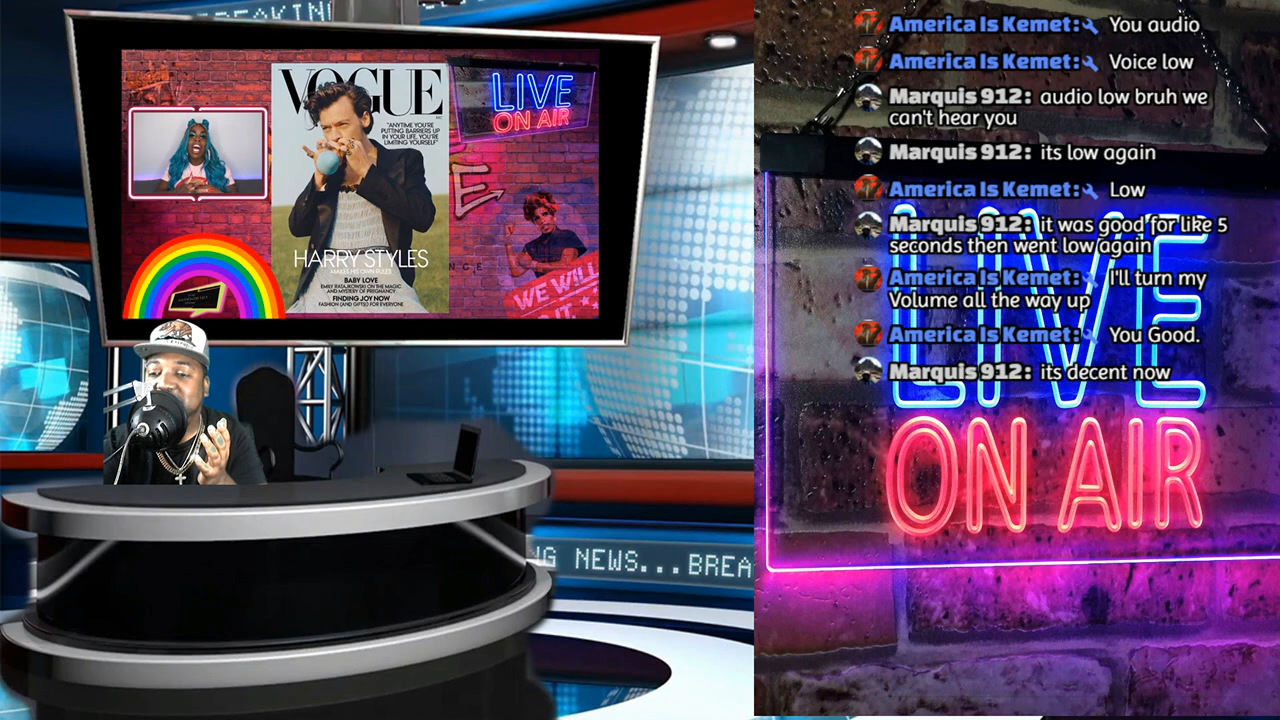 BREAKIN
VOGUE
"ANYTIME YOU'RE
PUTTING BARRIERS UP
IN YOUR LIFE, YOU'RE
LIMITING YOURSELF"
HARRY STYLES
MAKES HIS OWN RULES
BABY LOVE
EMILY RATAJKOWSKI ON THE MAGIC
AND MYSTERY OF PREGNANCY
FINDING JOY NOW
FASHION (AND GIFTS) FOR EVERYONE
LIVE
ON AIR
WE WILL
NG NEWS...BREA
America Is Kemet: You audio
America Is Kemet: Voice low
Marquis 912: audio low bruh we
can't hear you
Marquis 912: its low again
America Is Kemet: Low
Marquis 912: it was good for like 5
seconds then went low again
America Is Kemet: I'll turn my
Volume all the way up
America Is Kemet: You Good.
Marquis 912: its decent now
LIVE
ON AIR